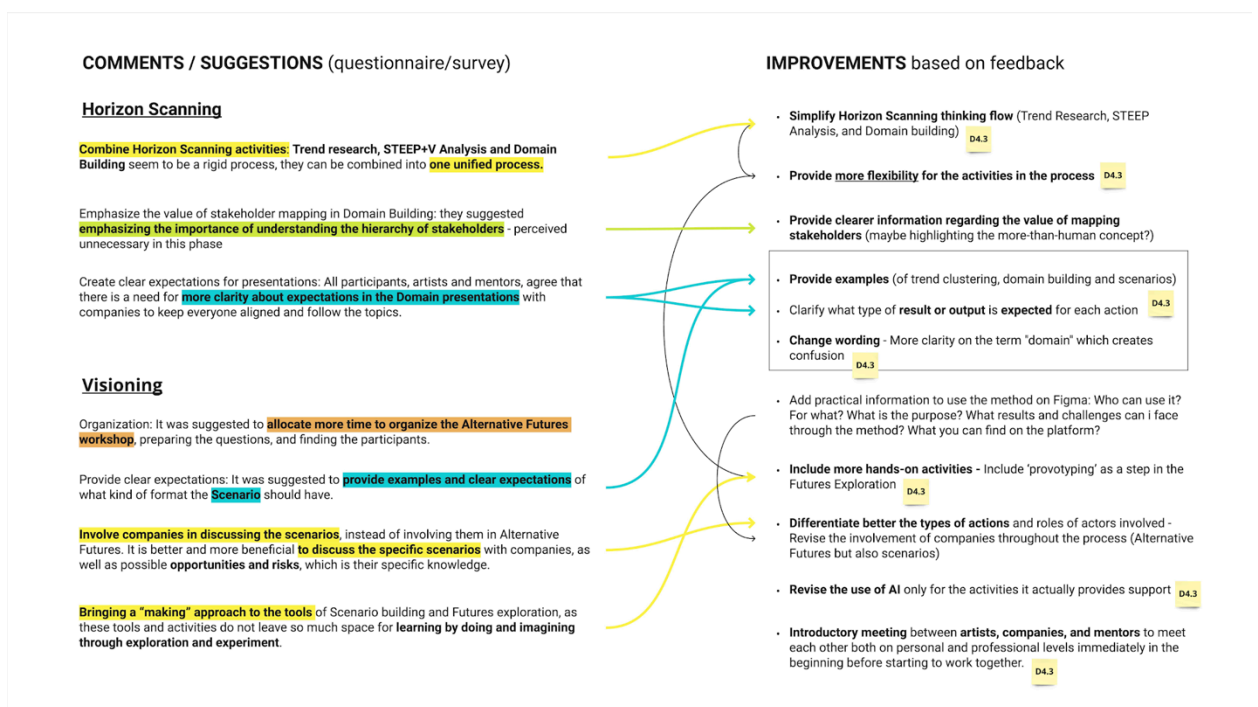 COMMENTS / SUGGESTIONS (questionnaire/survey)
Horizon Scanning
Combine Horizon Scanning activities: Trend research, STEEP+V Analysis and Domain
Building seem to be a rigid process, they can be combined into one unified process.
Emphasize the value of stakeholder mapping in Domain Building: they suggested
emphasizing the importance of understanding the hierarchy of stakeholders - perceived
unnecessary in this phase
Create clear expectations for presentations: All participants, artists and mentors, agree that
there is a need for more clarity about expectations in the Domain presentations with
companies to keep everyone aligned and follow the topics.
Visioning
Organization: It was suggested to allocate more time to organize the Alternative Futures
workshop, preparing the questions, and finding the participants.
Provide clear expectations: It was suggested to provide examples and clear expectations of
what kind of format the Scenario should have.
Involve companies in discussing the scenarios, instead of involving them in Alternative
Futures. It is better and more beneficial to discuss the specific scenarios with companies, as
well as possible opportunities and risks, which is their specific knowledge.
Bringing a “making” approach to the tools of Scenario building and Futures exploration, as
these tools and activities do not leave so much space for learning by doing and imagining
through exploration and experiment.
IMPROVEMENTS based on feedback
• Simplify Horizon Scanning thinking flow (Trend Research, STEEP
Analysis, and Domain building) D4.3
• Provide more flexibility for the activities in the process D4.3
• Provide clearer information regarding the value of mapping
stakeholders (maybe highlighting the more-than-human concept?)
• Provide examples (of trend clustering, domain building and scenarios)
• Clarify what type of result or output is expected for each action D4.3
• Change wording - More clarity on the term "domain" which creates
confusion D4.3
• Add practical information to use the method on Figma: Who can use it?
For what? What is the purpose? What results and challenges can i face
through the method? What you can find on the platform?
• Include more hands-on activities - Include ‘provotyping’ as a step in the
Futures Exploration D4.3
• Differentiate better the types of actions and roles of actors involved -
Revise the involvement of companies throughout the process (Alternative
Futures but also scenarios)
• Revise the use of AI only for the activities it actually provides support D4.3
• Introductory meeting between artists, companies, and mentors to meet
each other both on personal and professional levels immediately in the
beginning before starting to work together. D4.3